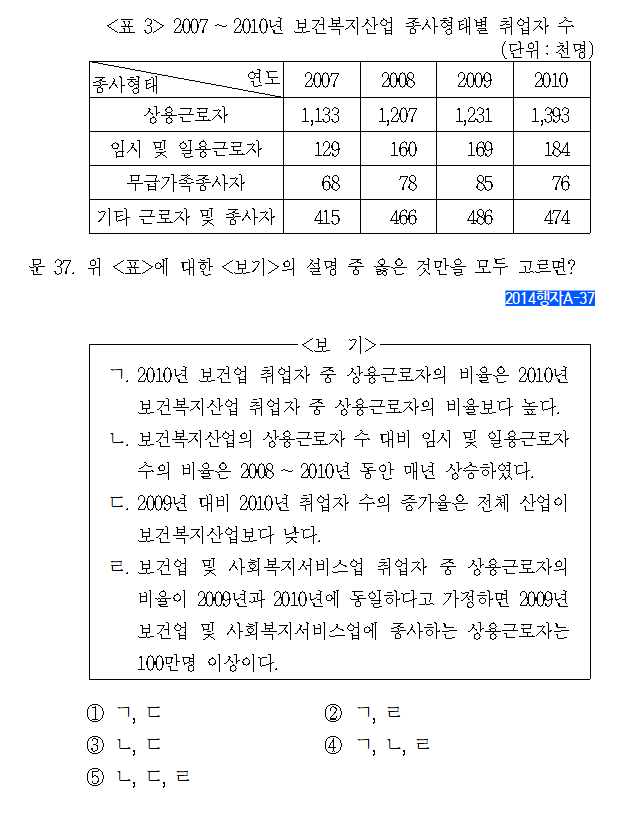 <표 3> 2007 ~ 2010년 보건복지산업 종사형태별 취업자 수
(단위 : 천명)
종사형태 연도 2007 2008 2009 2010
상용근로자 1,133 1,207 1,231 1,393
임시 및 일용근로자 129 160 169 184
무급가족종사자 68 78 85 76
기타 근로자 및 종사자 415 466 486 474
문 37. 위 <표>에 대한 <보기>의 설명 중 옳은 것만을 모두 고르면?
2014행자A-37
<보 기>
ㄱ. 2010년 보건업 취업자 중 상용근로자의 비율은 2010년
보건복지산업 취업자 중 상용근로자의 비율보다 높다.
ㄴ. 보건복지산업의 상용근로자 수 대비 임시 및 일용근로자
수의 비율은 2008 ~ 2010년 동안 매년 상승하였다.
ㄷ. 2009년 대비 2010년 취업자 수의 증가율은 전체 산업이
보건복지산업보다 낮다.
ㄹ. 보건업 및 사회복지서비스업 취업자 중 상용근로자의
비율이 2009년과 2010년에 동일하다고 가정하면 2009년
보건업 및 사회복지서비스업에 종사하는 상용근로자는
100만명 이상이다.
① ㄱ, ㄷ ② ㄱ, ㄹ
③ ㄴ, ㄷ ④ ㄱ, ㄴ, ㄹ
⑤ ㄴ, ㄷ, ㄹ